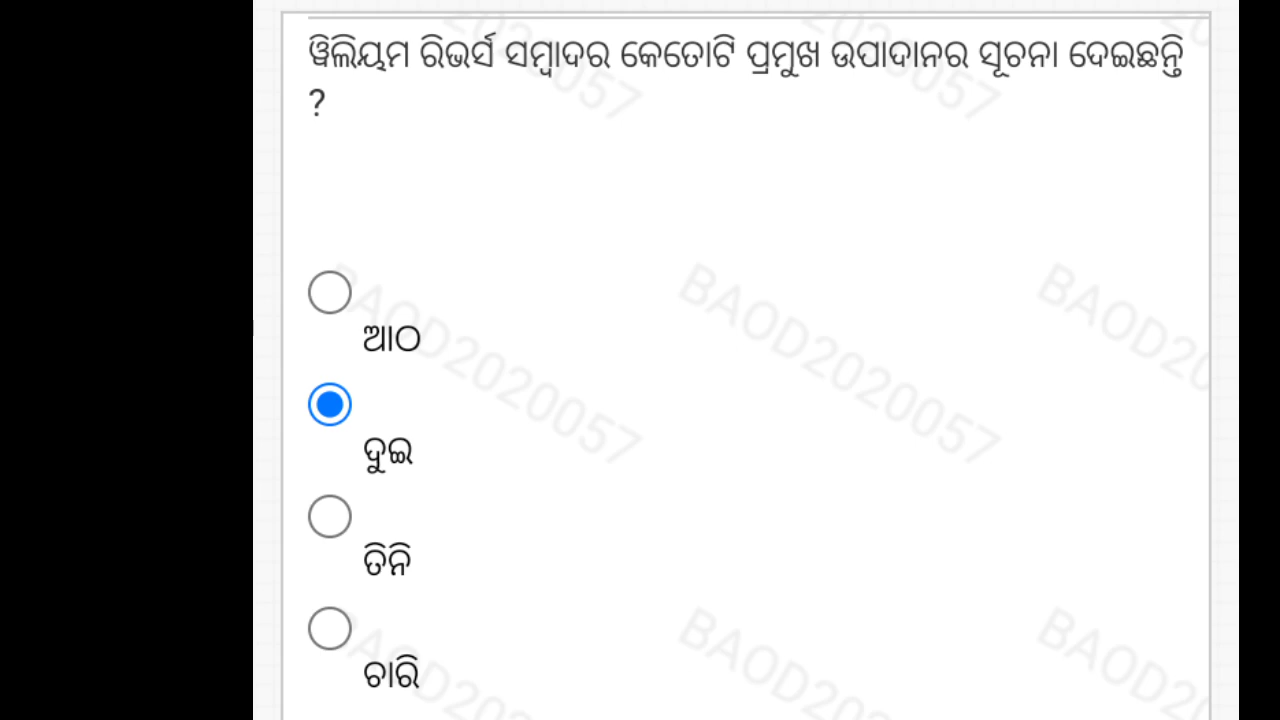 ୱିଲିୟମ ରିଭର୍ସ ସମ୍ବାଦର କେତୋଟି ପ୍ରମୁଖ ଉପାଦାନର ସୂଚନା ଦେଇଛନ୍ତି
?
ଆଠ
ଦୁଇ
ତିନି
ଚାରି
BAOD2020057
BAOD2020057